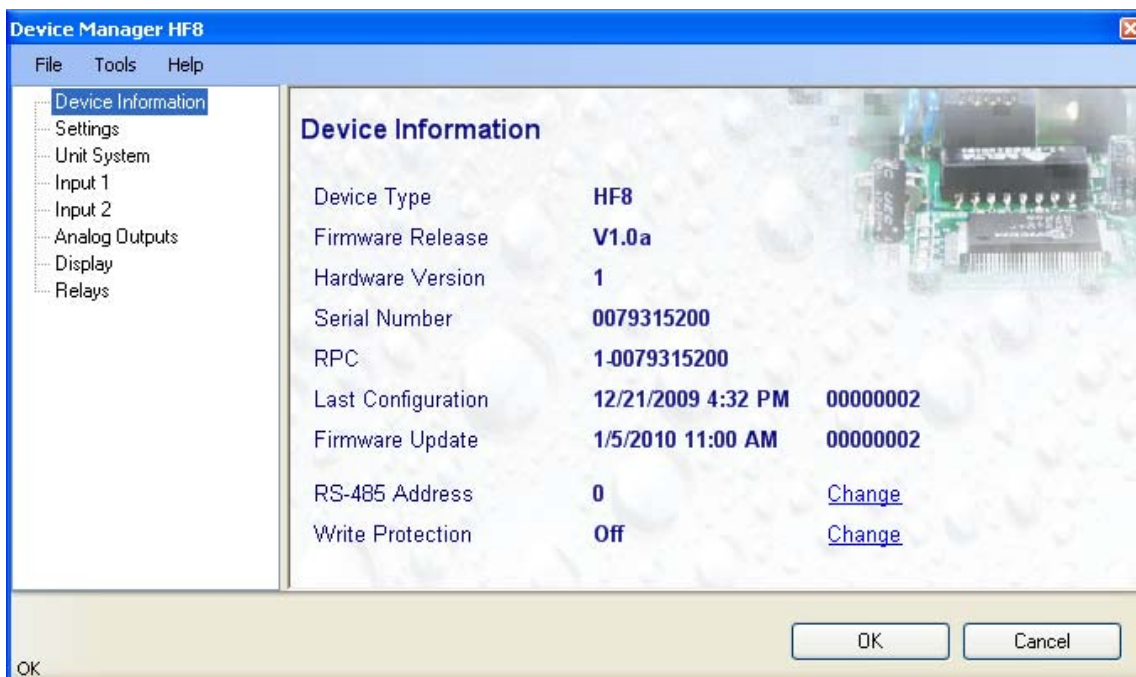 Device Manager HF8
File Tools Help
Device Information
Settings
Unit System
Input 1
Input 2
Analog Outputs
Display
Relays
Device Information
Device Type HF8
Firmware Release V1.0a
Hardware Version 1
Serial Number 0079315200
RPC 1-0079315200
Last Configuration 12/21/2009 4:32 PM 00000002
Firmware Update 1/5/2010 11:00 AM 00000002
RS-485 Address 0 Change
Write Protection Off Change
OK Cancel
OK